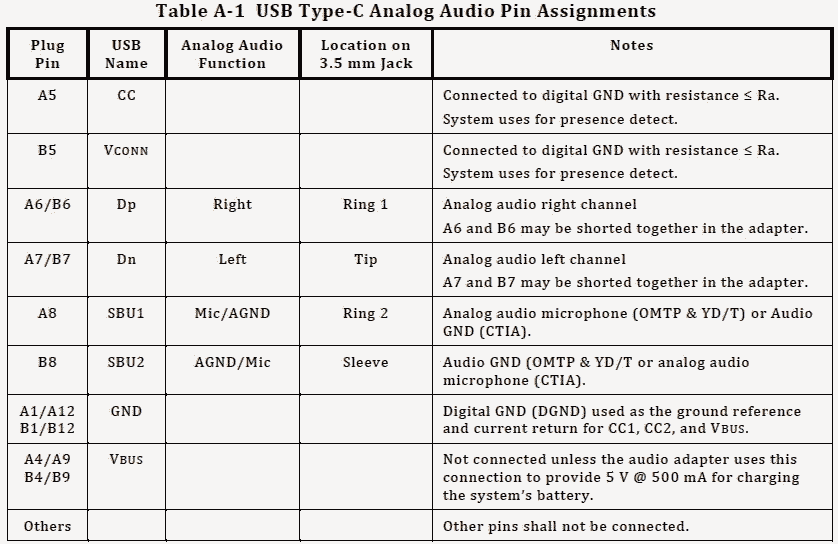 Table A-1 USB Type-C Analog Audio Pin Assignments
Plug Pin USB Name Analog Audio Function Location on 3.5 mm Jack Notes
A5 CC Connected to digital GND with resistance ≤ Ra.
System uses for presence detect.
B5 VCONN Connected to digital GND with resistance ≤ Ra.
System uses for presence detect.
A6/B6 Dp Right Ring 1 Analog audio right channel
A6 and B6 may be shorted together in the adapter.
A7/B7 Dn Left Tip Analog audio left channel
A7 and B7 may be shorted together in the adapter.
A8 SBU1 Mic/AGND Ring 2 Analog audio microphone (OMTP & YD/T) or Audio
GND (CTIA).
B8 SBU2 AGND/Mic Sleeve Audio GND (OMTP & YD/T or analog audio
microphone (CTIA).
A1/A12 GND Digital GND (DGND) used as the ground reference
B1/B12 and current return for CC1, CC2, and VBUS.
A4/A9 VBUS Not connected unless the audio adapter uses this
B4/B9 connection to provide 5 V @ 500 mA for charging
the system's battery.
Others Other pins shall not be connected.